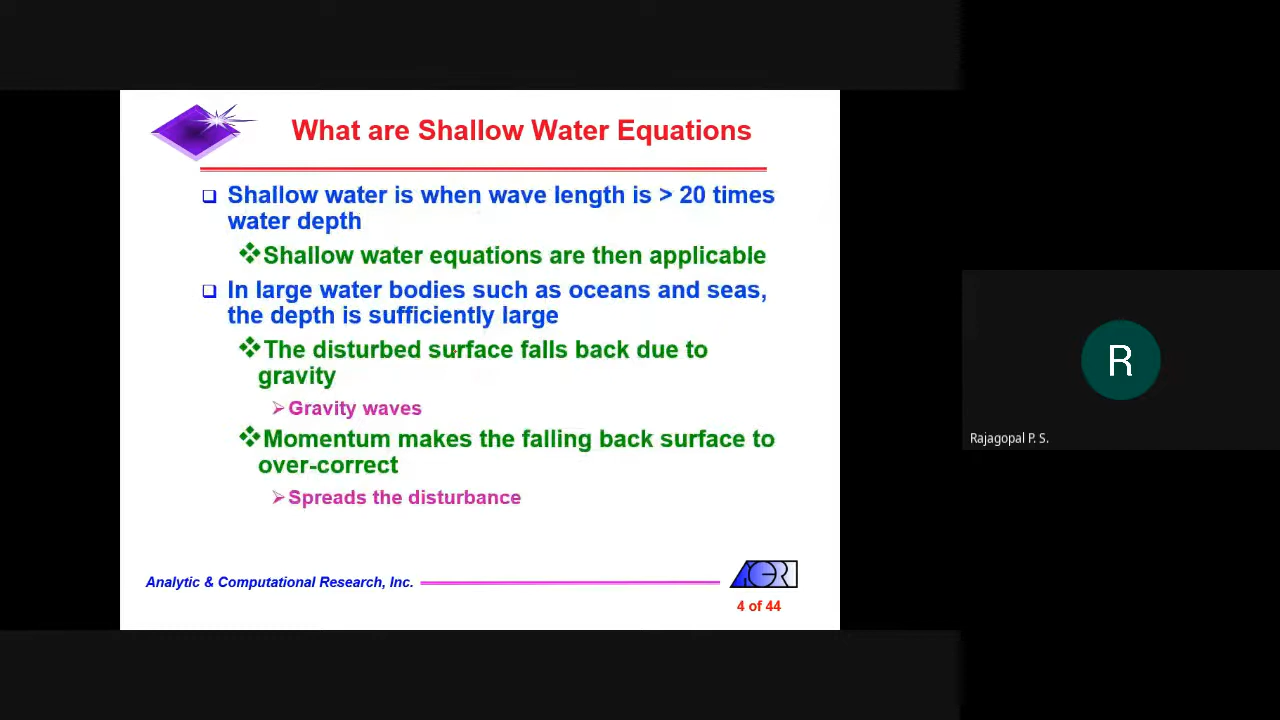 What are Shallow Water Equations
Shallow water is when wave length is > 20 times
water depth
Shallow water equations are then applicable
In large water bodies such as oceans and seas,
the depth is sufficiently large
The disturbed surface falls back due to
gravity
Gravity waves
Momentum makes the falling back surface to
over-correct
Spreads the disturbance
Analytic & Computational Research, Inc.
ACRI
4 of 44
R
Rajagopal P. S.